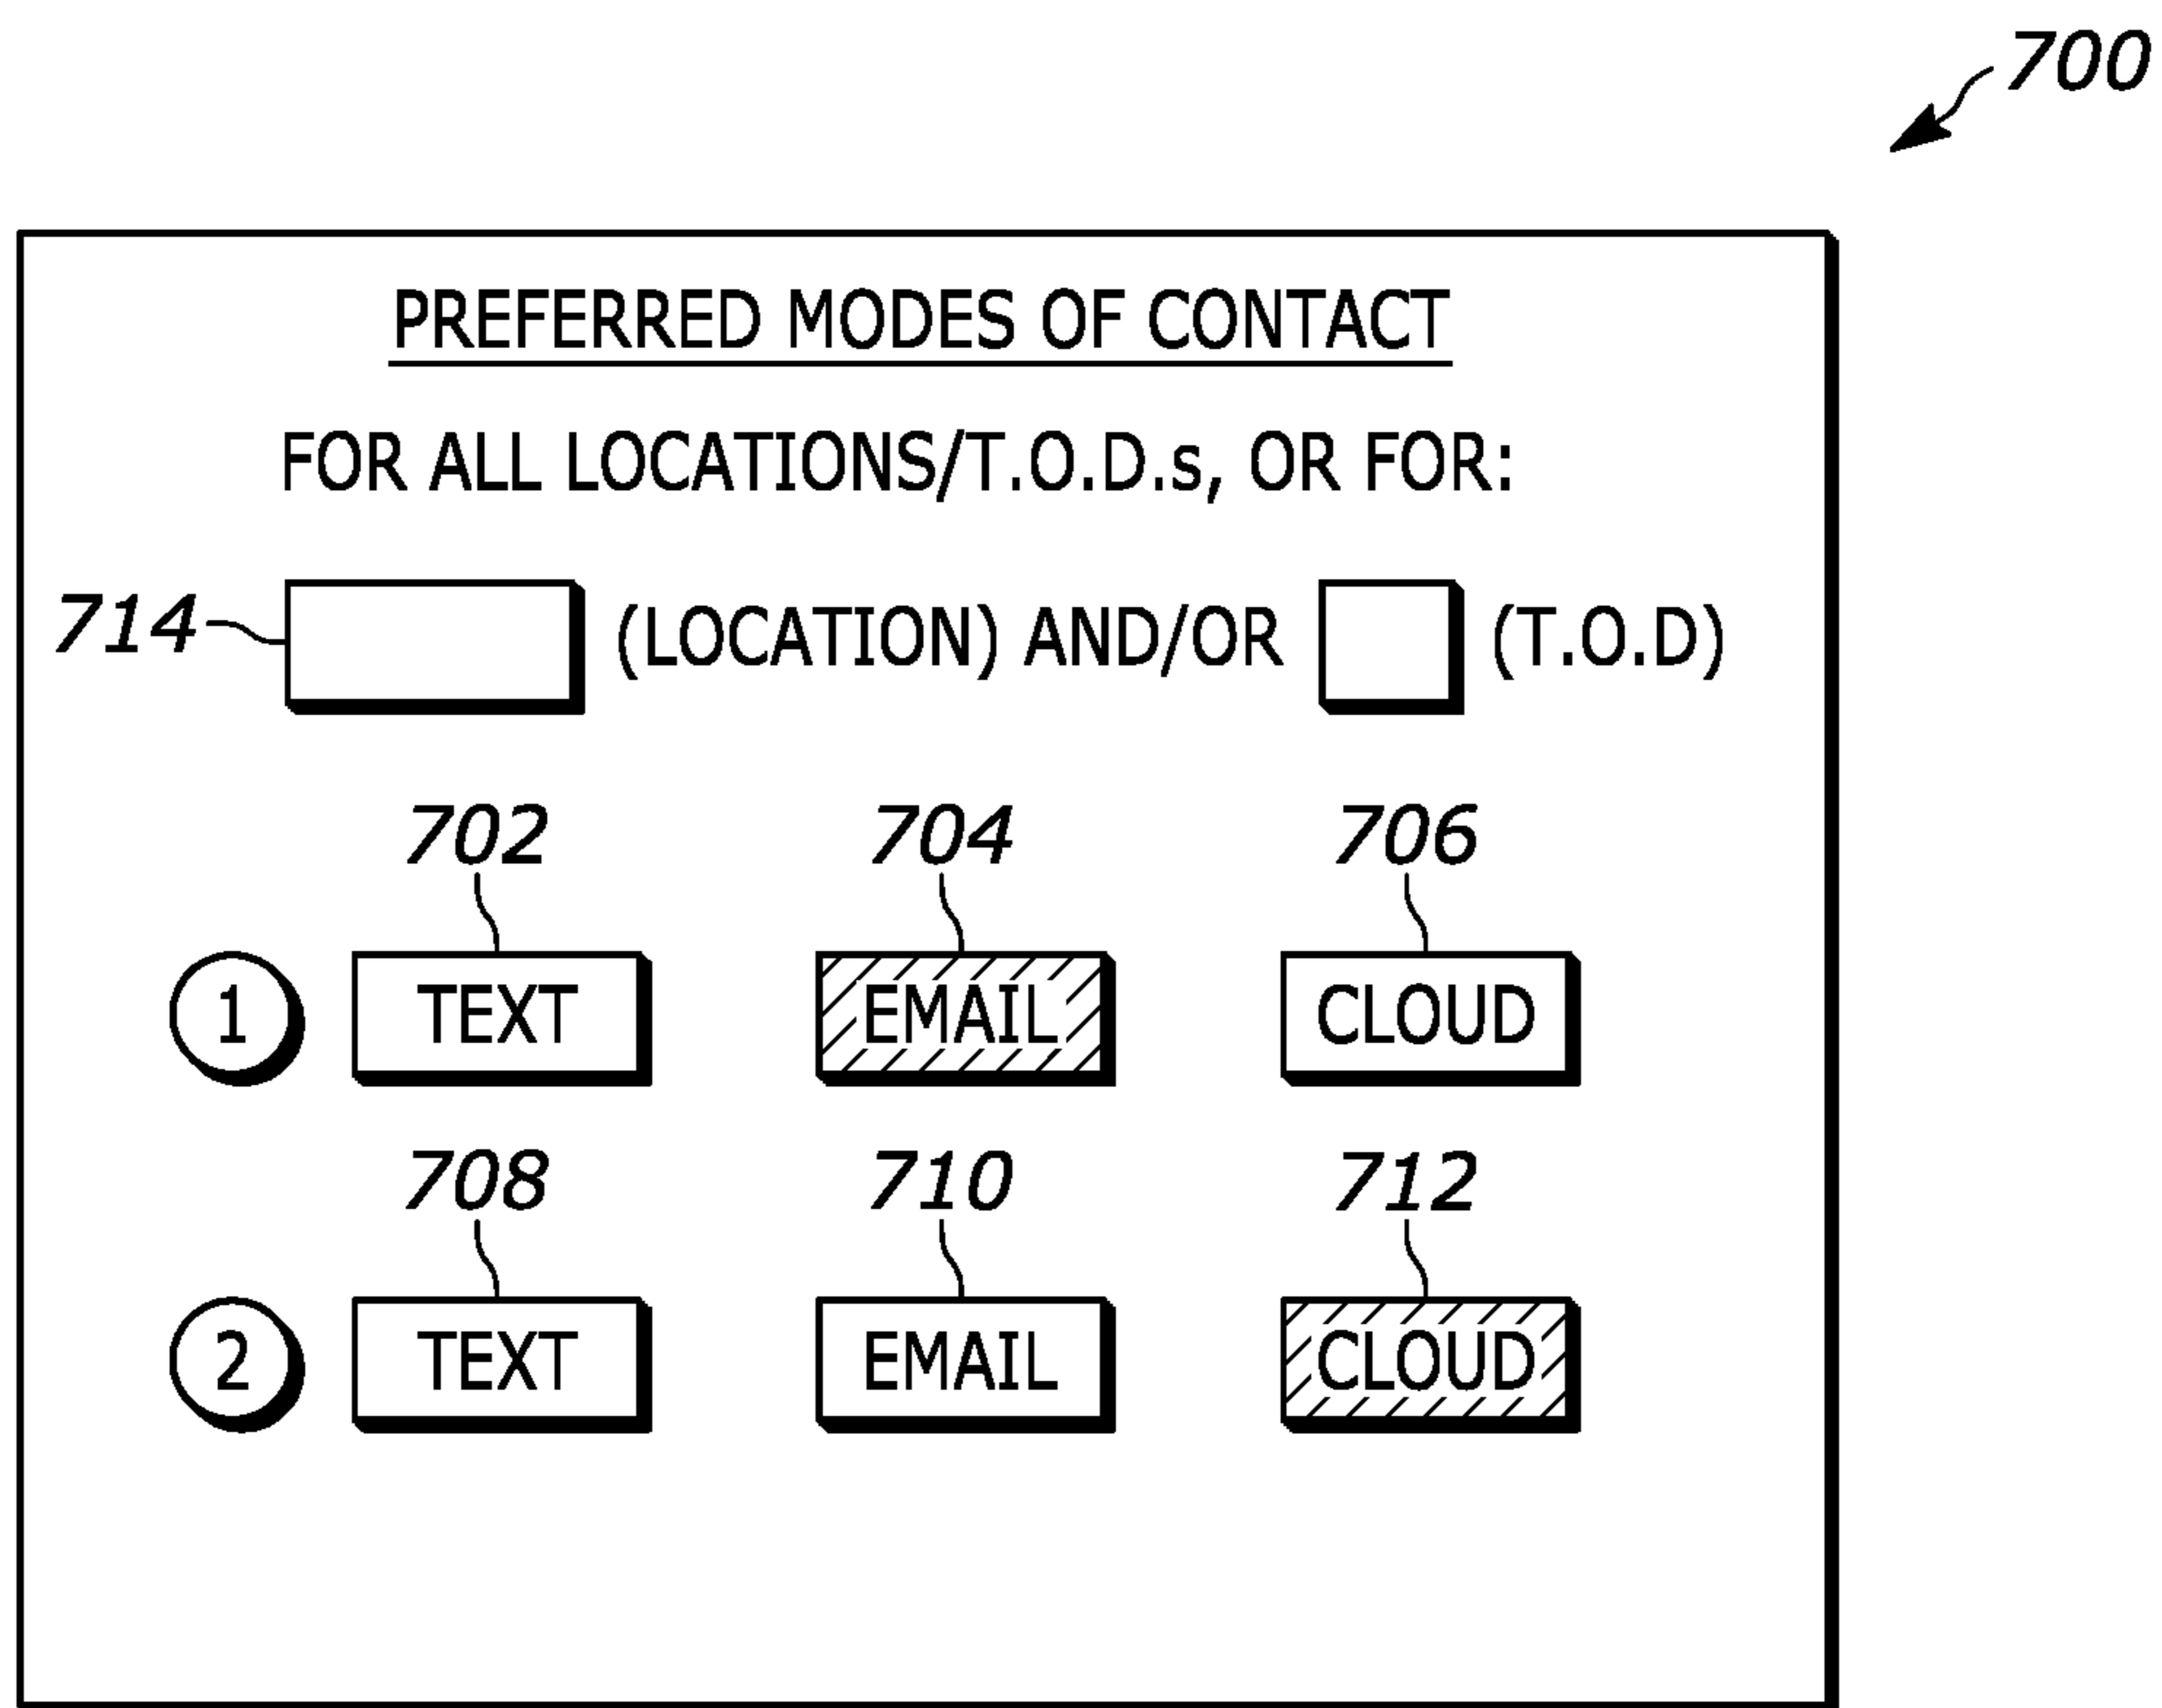 700
PREFERRED MODES OF CONTACT
FOR ALL LOCATIONS/T.O.D.s, OR FOR:
714 (LOCATION) AND/OR (T.O.D)
702 704 706
1 TEXT EMAIL CLOUD
708 710 712
2 TEXT EMAIL CLOUD